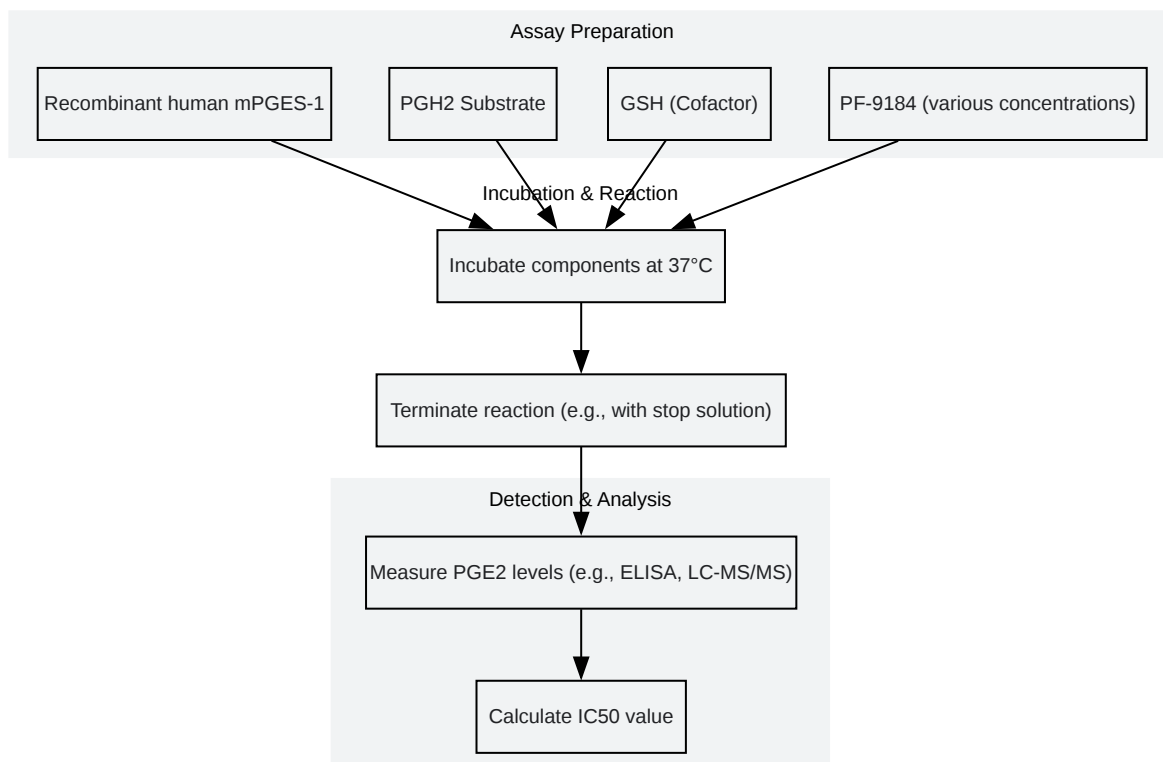 Assay Preparation
Recombinant human mPGES-1
PGH2 Substrate
GSH (Cofactor)
PF-9184 (various concentrations)
Incubation & Reaction
Incubate components at 37°C
Terminate reaction (e.g., with stop solution)
Detection & Analysis
Measure PGE2 levels (e.g., ELISA, LC-MS/MS)
Calculate IC50 value